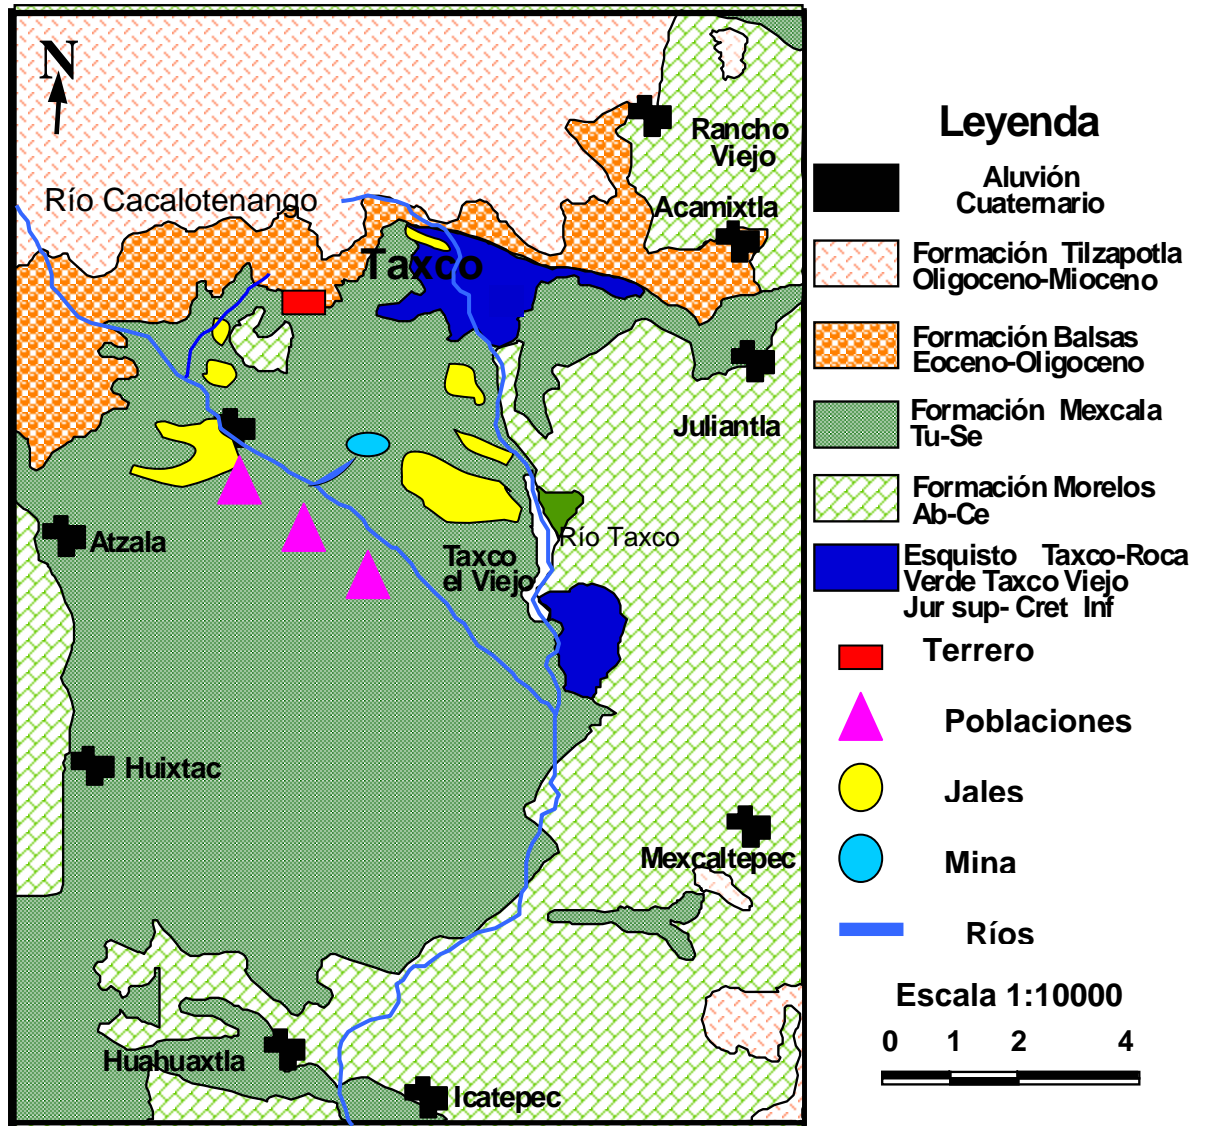 N
Rancho
Viejo
Río Cacalotenango
Acamixtla
Taxco
Juliantla
Atzala
Taxco
el Viejo
Río Taxco
Huixtac
Mexcaltepec
Huahuaxtla
Icatepec
Leyenda
Aluvión
Cuaternario
Formación Tilzapotla
Oligoceno-Mioceno
Formación Balsas
Eoceno-Oligoceno
Formación Mexcala
Tu-Se
Formación Morelos
Ab-Ce
Esquisto Taxco-Roca
Verde Taxco Viejo
Jur sup- Cret Inf
Terrero
Poblaciones
Jales
Mina
Ríos
Escala 1:10000
0 1 2 4